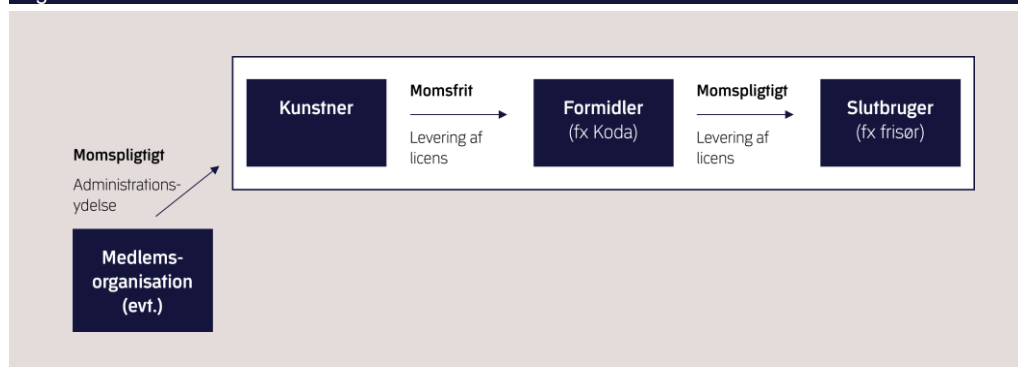 Kunstner
Momsfrit
Levering af
licens
Formidler
(fx Koda)
Momspligtigt
Levering af
licens
Slutbruger
(fx frisør)
Momspligtigt
Administrations-
ydelse
Medlems-
organisation
(evt.)